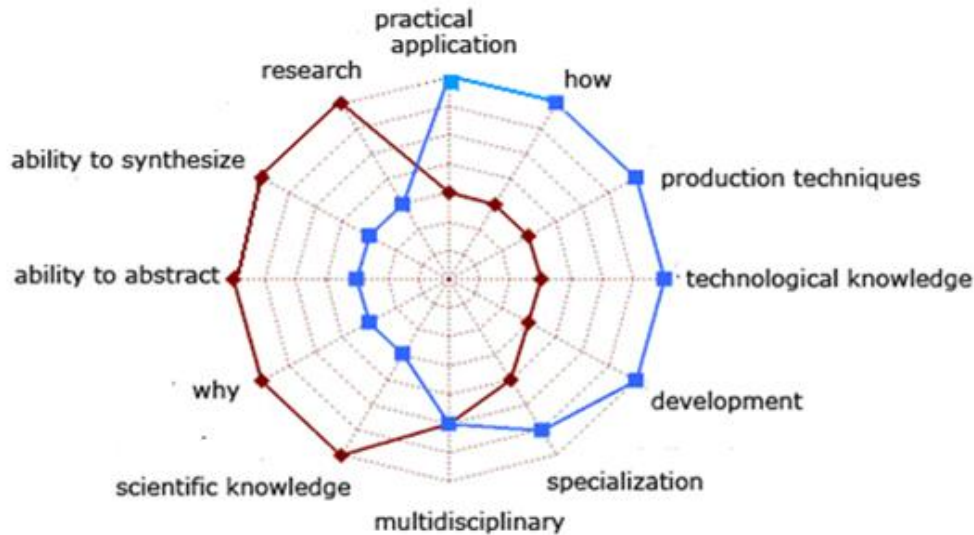 practical
application
how
production techniques
technological knowledge
development
specialization
multidisciplinary
scientific knowledge
why
ability to abstract
ability to synthesize
research